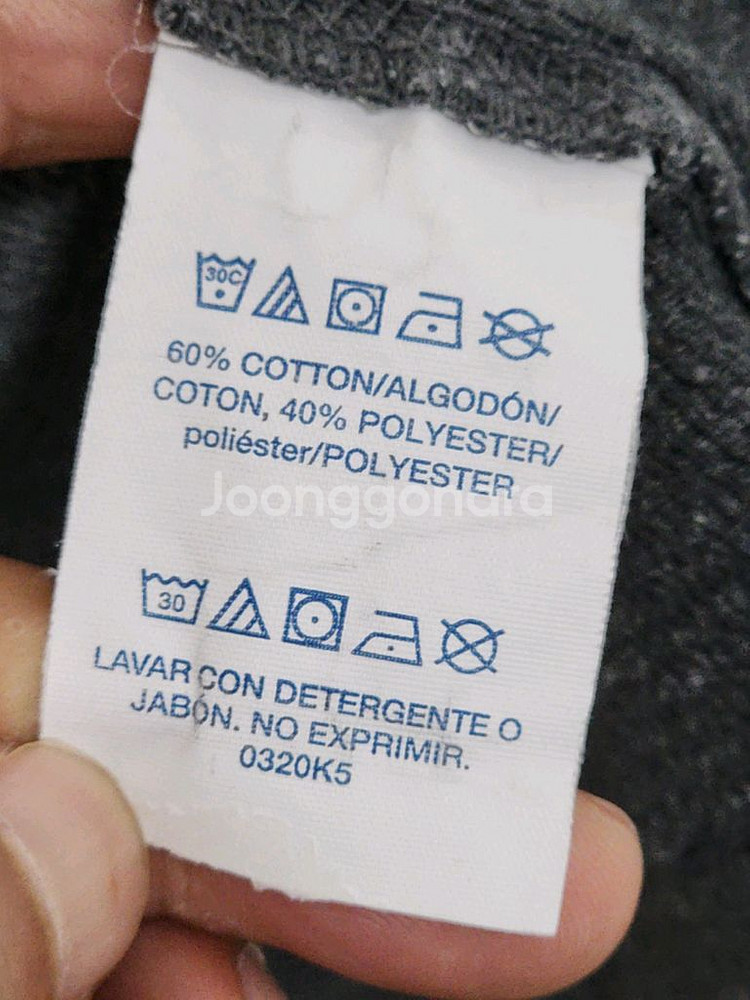 30C
60% COTTON/ALGODÓN/
COTON, 40% POLYESTER/
poliéster/POLYESTER
Joonggonara
30
LAVAR CON DETERGENTE O
JABÓN. NO EXPRIMIR.
0320K5